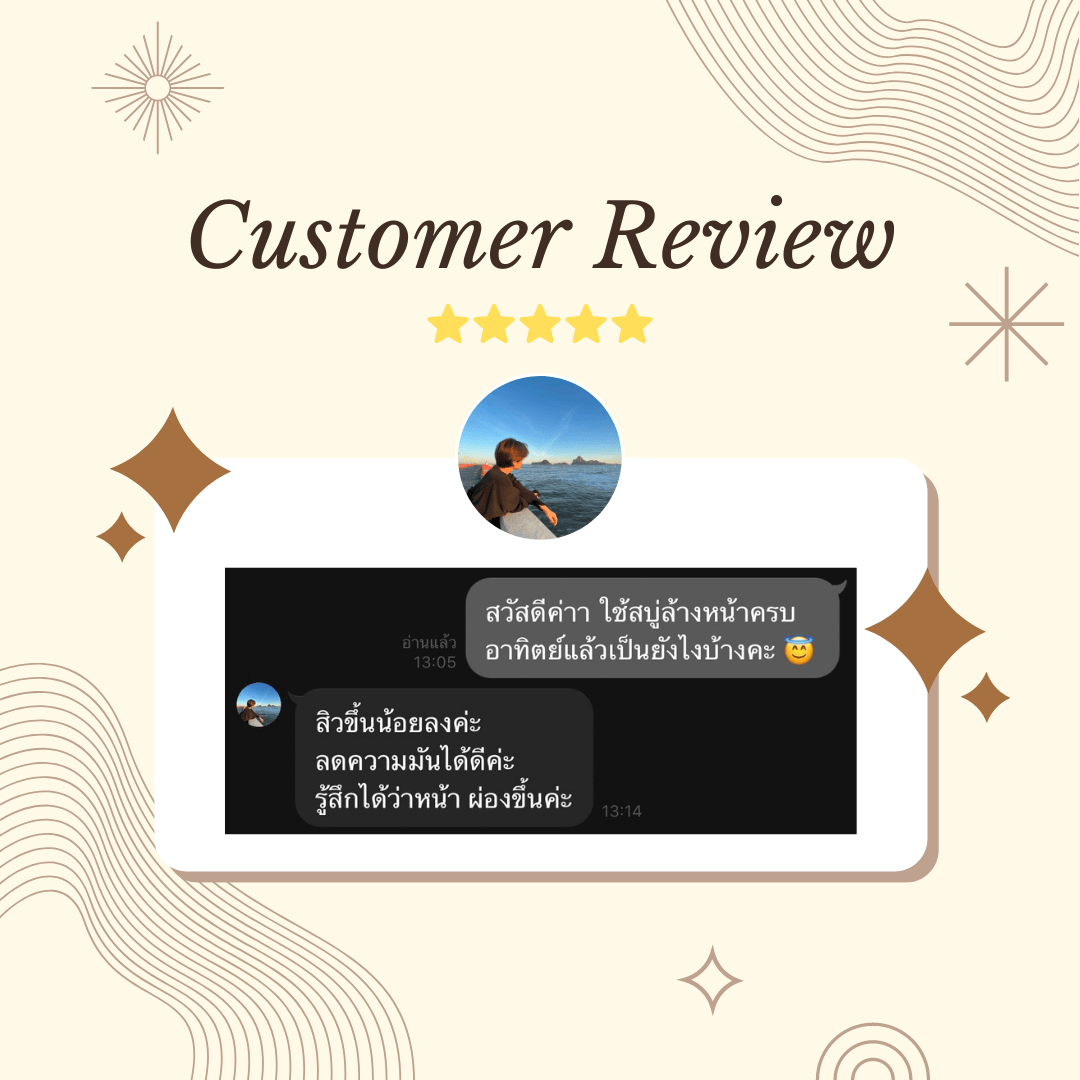 Customer Review
สวัสดีค่าา ใช้สบู่ล้างหน้าครบ
อาทิตย์แล้วเป็นยังไงบ้างคะ 😇
อ่านแล้ว
13:05
สิวขึ้นน้อยลงค่ะ
ลดความมันได้ดีค่ะ
รู้สึกได้ว่าหน้า ผ่องขึ้นค่ะ
13:14